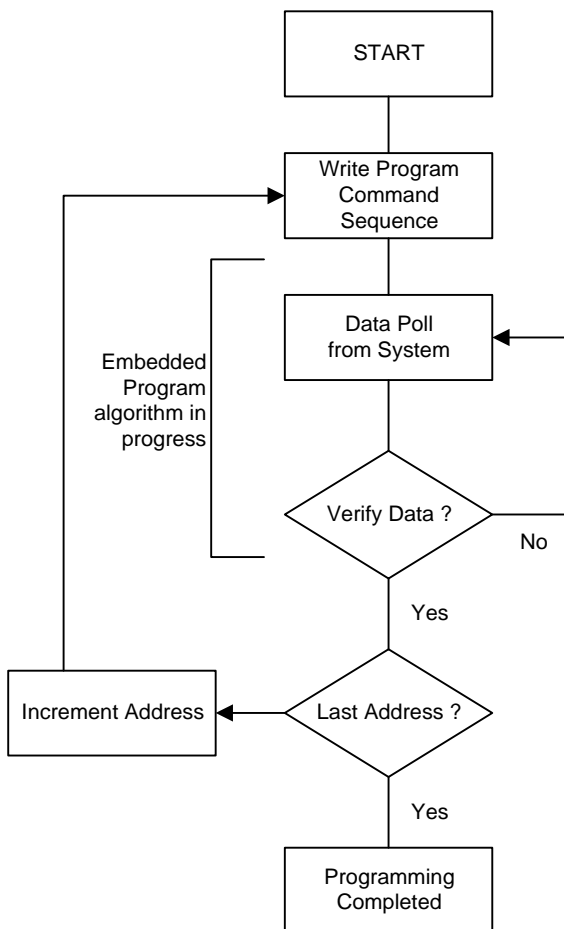 START
Write Program
Command
Sequence
Data Poll
from System
Embedded
Program
algorithm in
progress
Verify Data ?
No
Yes
Increment Address
Last Address ?
Yes
Programming
Completed